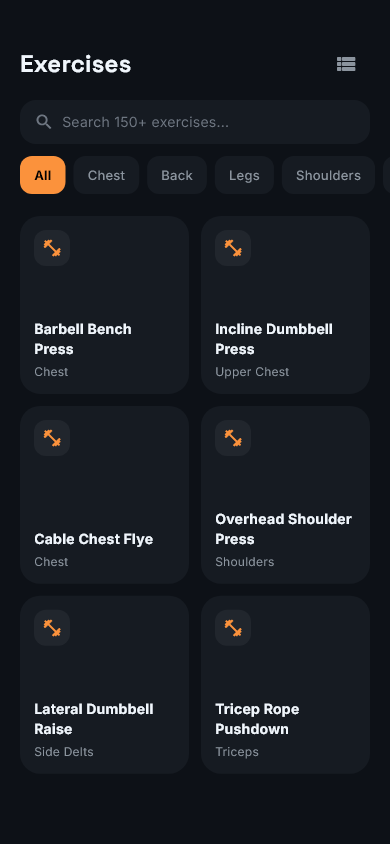 Exercises
Search 150+ exercises...
All
Chest
Back
Legs
Shoulders
Barbell Bench
Press
Chest
Incline Dumbbell
Press
Upper Chest
Cable Chest Flye
Chest
Overhead Shoulder
Press
Shoulders
Lateral Dumbbell
Raise
Side Delts
Tricep Rope
Pushdown
Triceps